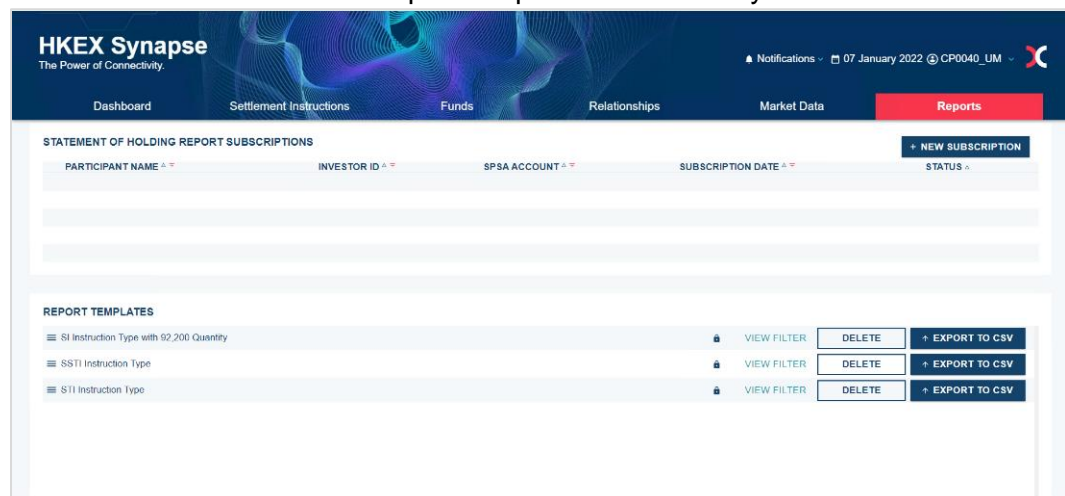 HKEX Synapse
The Power of Connectivity.
Notifications 07 January 2022 CP0040_UM
Dashboard Settlement Instructions Funds Relationships Market Data Reports
STATEMENT OF HOLDING REPORT SUBSCRIPTIONS
+ NEW SUBSCRIPTION
PARTICIPANT NAME INVESTOR ID SPSA ACCOUNT SUBSCRIPTION DATE STATUS
REPORT TEMPLATES
SI Instruction Type with 92,200 Quantity VIEW FILTER DELETE ↑ EXPORT TO CSV
SSTI Instruction Type VIEW FILTER DELETE ↑ EXPORT TO CSV
STI Instruction Type VIEW FILTER DELETE ↑ EXPORT TO CSV